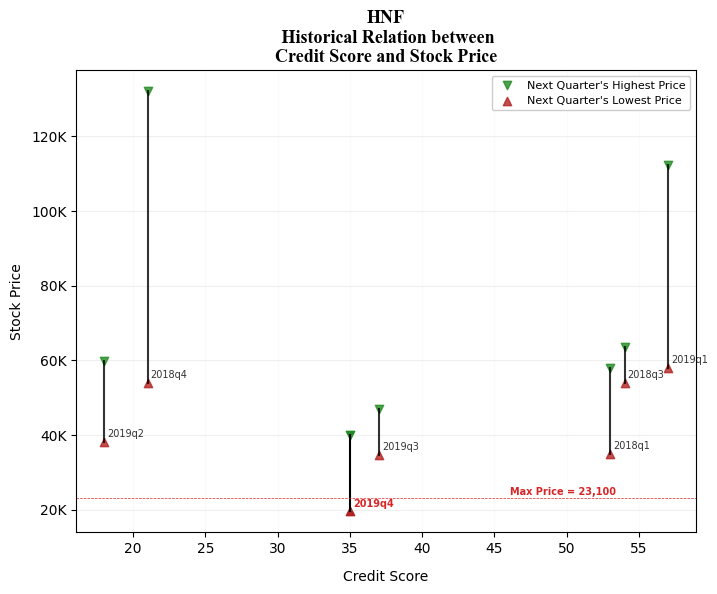 HNF
Historical Relation between
Credit Score and Stock Price
Next Quarter's Highest Price
Next Quarter's Lowest Price
120K
100K
80K
60K
40K
20K
Stock Price
2018q4
2019q1
2018q3
2019q2
2019q3
2018q1
Max Price = 23,100
2019q4
20
25
30
35
40
45
50
55
Credit Score